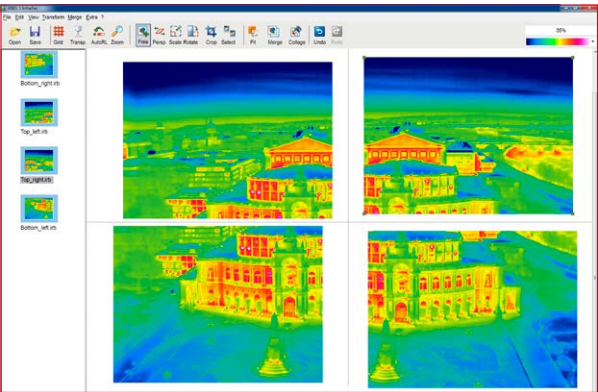 File Edit View Transform Merge Extra ?
Open Save Grid Transp. AutoRL Zoom Free Persp. Scale Rotate Crop Select Fit Merge Collage Undo Redo
35%
Bottom_right.irb
Top_left.irb
Top_right.irb
Bottom_left.irb